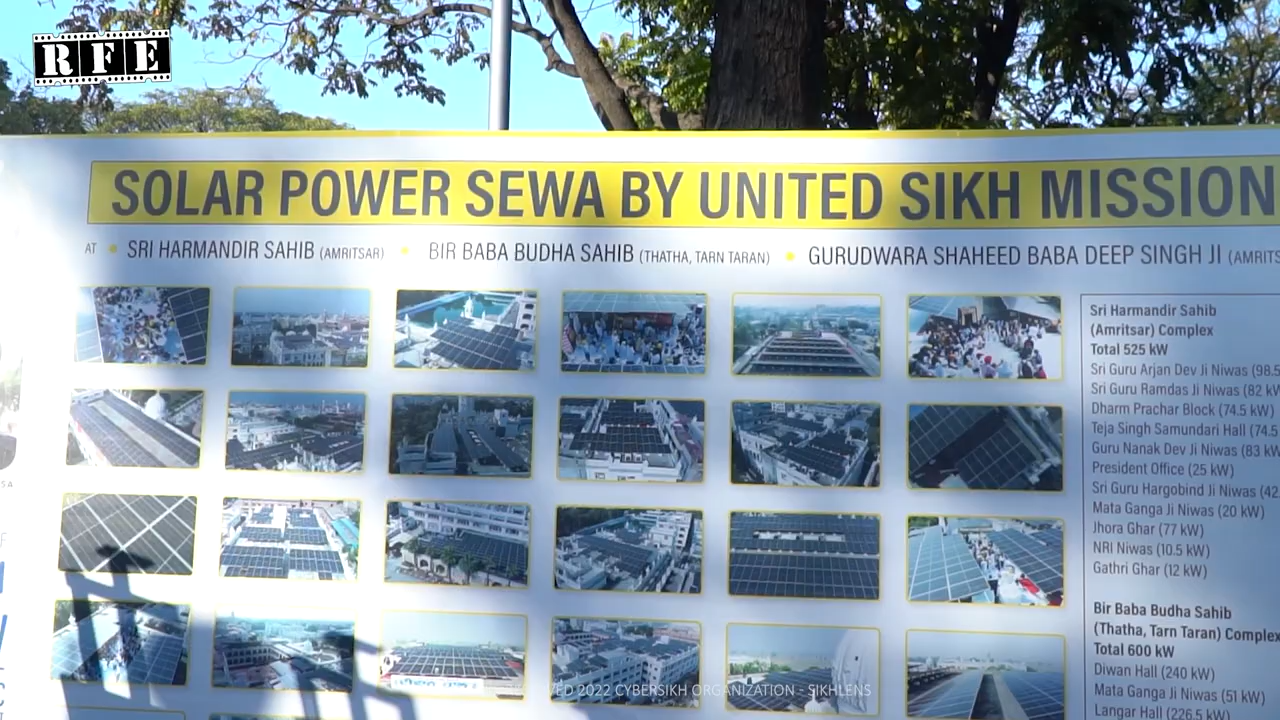 RFE
SOLAR POWER SEWA BY UNITED SIKH MISSION
AT • SRI HARMANDIR SAHIB (AMRITSAR) • BIR BABA BUDHA SAHIB (THATHA, TARN TARAN) • GURUDWARA SHAHEED BABA DEEP SINGH JI
Sri Harmandir Sahib
(Amritsar) Complex
Total 525 kW
Sri Guru Arjan Dev Ji Niwas (98.5
Sri Guru Ramdas Ji Niwas (82 kW
Dharm Prachar Block (74.5 kW)
Teja Singh Samundari Hall (74.5
Guru Nanak Dev Ji Niwas (83 kW
President Office (25 kW)
Sri Guru Hargobind Ji Niwas (42
Mata Ganga Ji Niwas (20 kW)
Jhora Ghar (77 kW)
NRI Niwas (10.5 kW)
Gathri Ghar (12 kW)
Bir Baba Budha Sahib
(Thatha, Tarn Taran) Complex
Total 600 kW
Diwan Hall (240 kW)
Mata Ganga Ji Niwas (51 kW)
Langar Hall (226.5 kW)
2022 CYBERSIKH ORGANIZATION - SIKHLENS